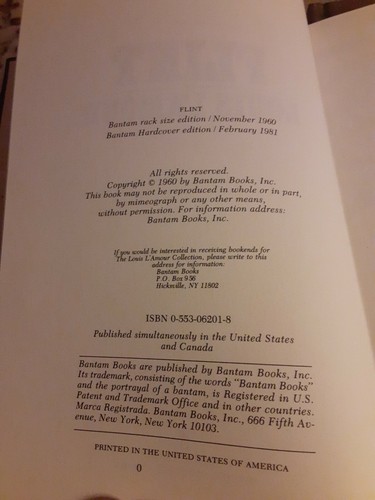 FLINT
Bantam rack size edition / November 1960
Bantam Hardcover edition / February 1981
All rights reserved.
Copyright © 1960 by Bantam Books, Inc.
This book may not be reproduced in whole or in part,
by mimeograph or any other means,
without permission. For information address:
Bantam Books, Inc.
If you would be interested in receiving bookends for
The Louis L'Amour Collection, please write to this
address for information:
Bantam Books
P.O. Box 956
Hicksville, NY 11802
ISBN 0-553-06201-8
Published simultaneously in the United States
and Canada
Bantam Books are published by Bantam Books, Inc.
Its trademark, consisting of the words "Bantam Books"
and the portrayal of a bantam, is Registered in U.S.
Patent and Trademark Office and in other countries.
Marca Registrada. Bantam Books, Inc., 666 Fifth Av-
enue, New York, New York 10103.
PRINTED IN THE UNITED STATES OF AMERICA
0